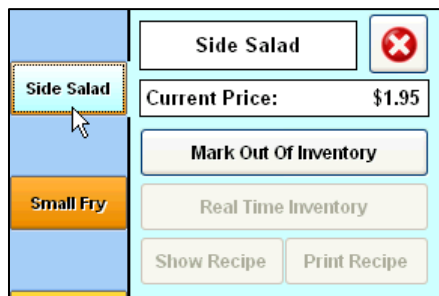 Side Salad
Side Salad
Current Price: $1.95
Mark Out Of Inventory
Small Fry
Real Time Inventory
Show Recipe Print Recipe